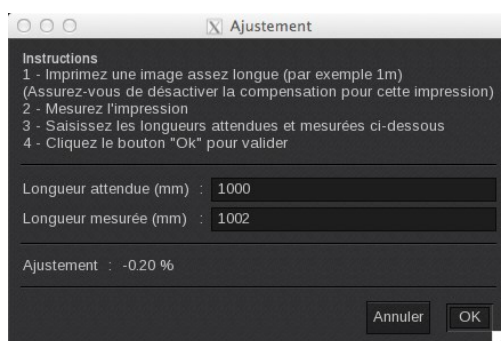 Ajustement
Instructions
1 - Imprimez une image assez longue (par exemple 1m)
(Assurez-vous de désactiver la compensation pour cette impression)
2 - Mesurez l'impression
3 - Saisissez les longueurs attendues et mesurées ci-dessous
4 - Cliquez le bouton "Ok" pour valider
Longueur attendue (mm) : 1000
Longueur mesurée (mm) : 1002
Ajustement : -0.20 %
Annuler OK